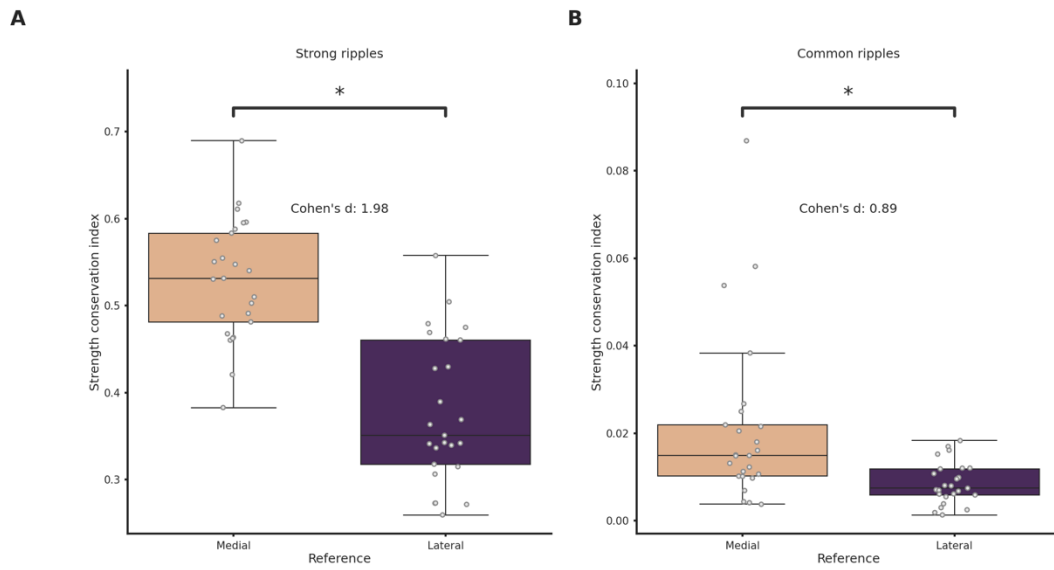 A
Strong ripples
*
Cohen's d: 1.98
Strength conservation index
0.7
0.6
0.5
0.4
0.3
Medial
Lateral
Reference
B
Common ripples
*
Cohen's d: 0.89
Strength conservation index
0.10
0.08
0.06
0.04
0.02
0.00
Medial
Lateral
Reference